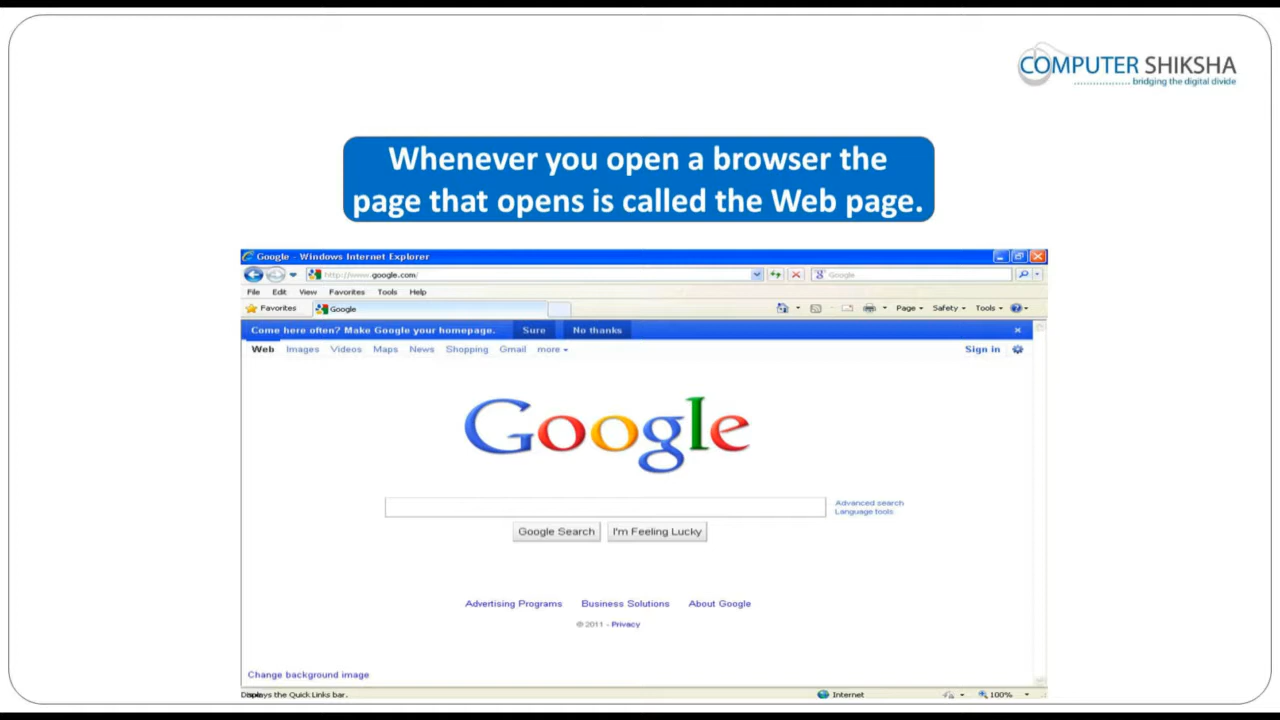 COMPUTER SHIKSHA
bridging the digital divide
Whenever you open a browser the
page that opens is called the Web page.
Google - Windows Internet Explorer
http://www.google.com/ Google
File Edit View Favorites Tools Help
Favorites Google Page Safety Tools
Come here often? Make Google your homepage. Sure No thanks
Web Images Videos Maps News Shopping Gmail more Sign in
Google
Advanced search
Language tools
Google Search I'm Feeling Lucky
Advertising Programs Business Solutions About Google
© 2011 - Privacy
Change background image
Displays the Quick Links bar. Internet 100%